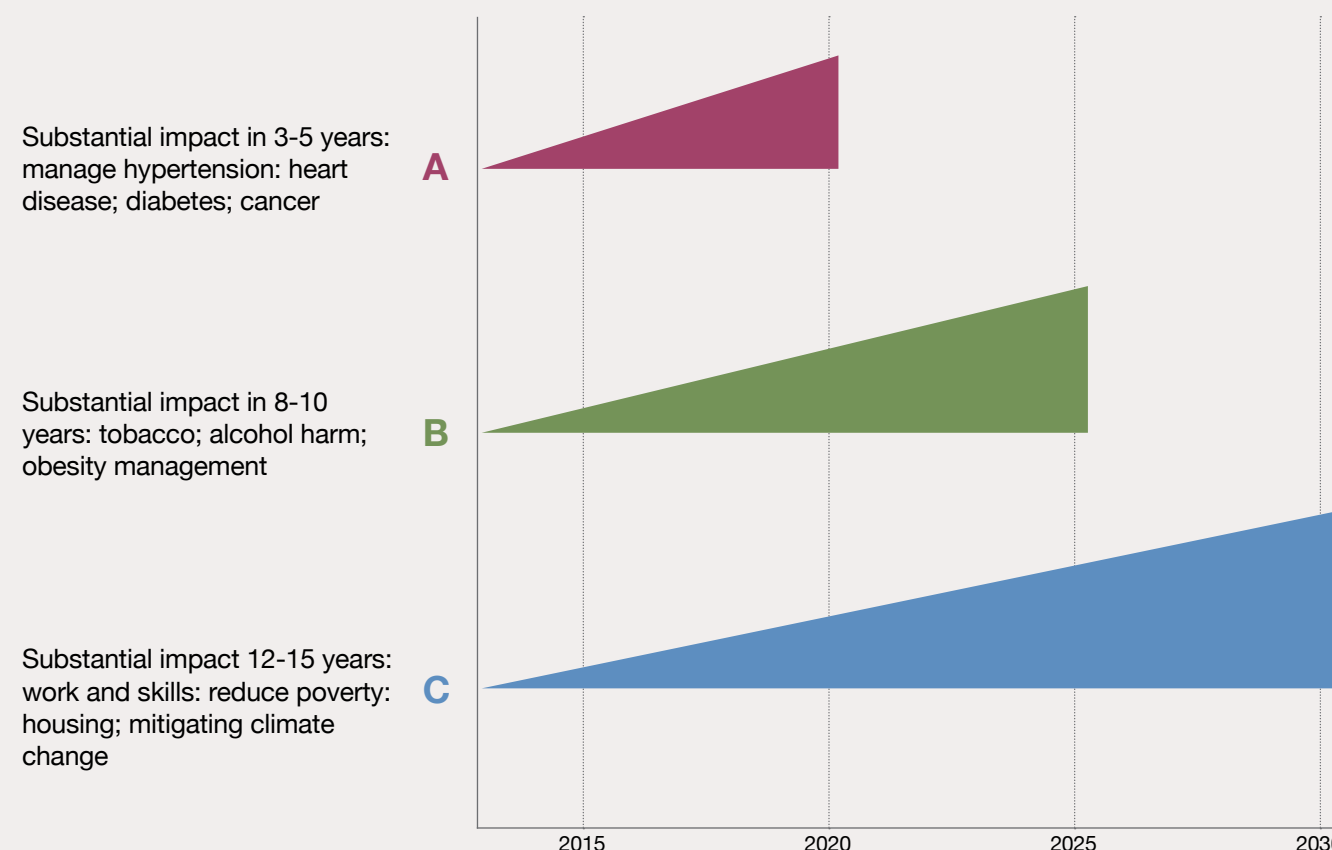 Substantial impact in 3-5 years:
manage hypertension: heart
disease; diabetes; cancer
A
Substantial impact in 8-10
years: tobacco; alcohol harm;
obesity management
B
Substantial impact 12-15 years:
work and skills: reduce poverty:
housing; mitigating climate
change
C
2015 2020 2025